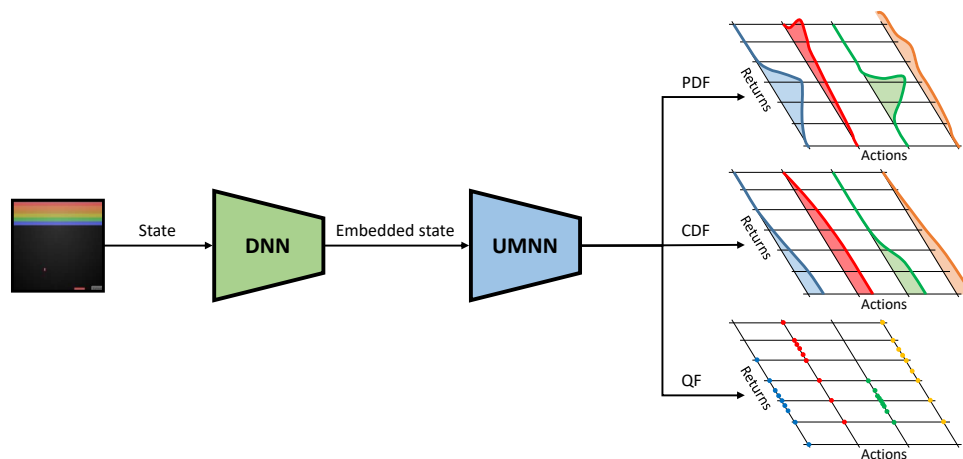 State
DNN
Embedded state
UMNN
PDF
Returns
Actions
CDF
Returns
Actions
QF
Returns
Actions